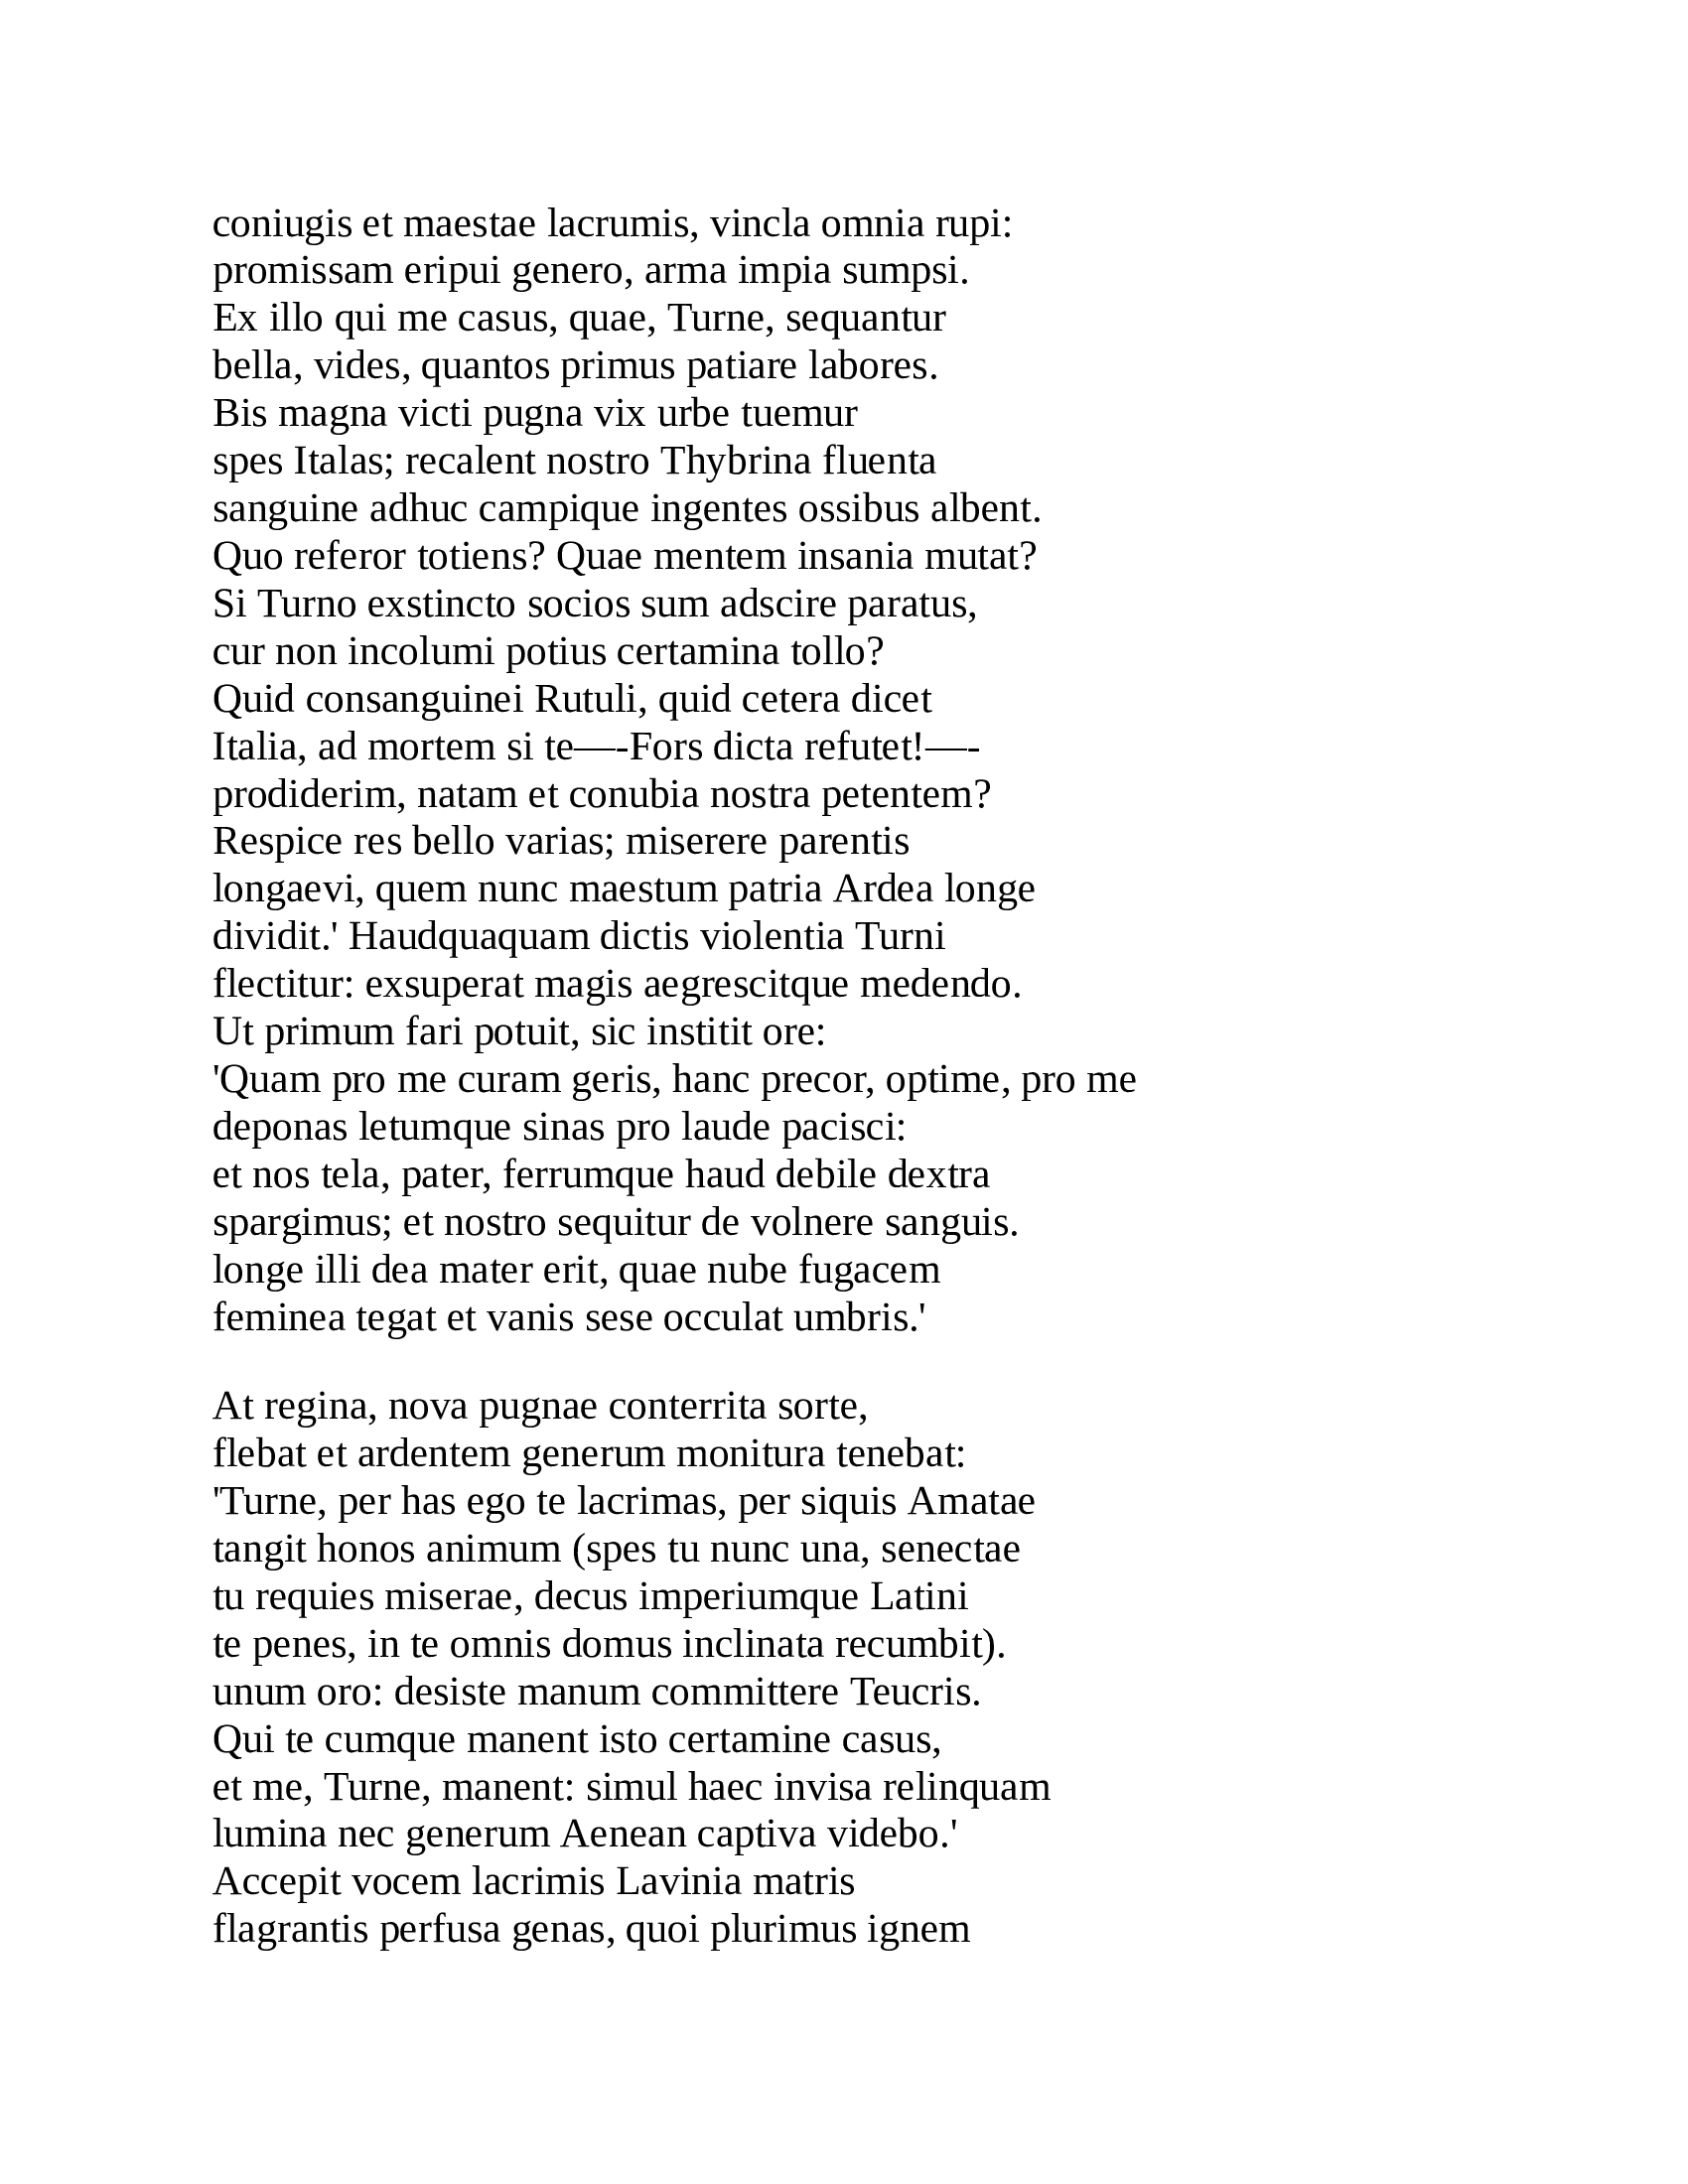 coniugis et maestae lacrumis, vincla omnia rupi:
promissam eripui genero, arma impia sumpsi.
Ex illo qui me casus, quae, Turne, sequantur
bella, vides, quantos primus patiare labores.
Bis magna victi pugna vix urbe tuemur
spes Italas; recalent nostro Thybrina fluenta
sanguine adhuc campique ingentes ossibus albent.
Quo referor totiens? Quae mentem insania mutat?
Si Turno exstincto socios sum adscire paratus,
cur non incolumi potius certamina tollo?
Quid consanguinei Rutuli, quid cetera dicet
Italia, ad mortem si te—-Fors dicta refutet!—-
prodiderim, natam et conubia nostra petentem?
Respice res bello varias; miserere parentis
longaevi, quem nunc maestum patria Ardea longe
dividit.' Haudquaquam dictis violentia Turni
flectitur: exsuperat magis aegrescitque medendo.
Ut primum fari potuit, sic institit ore:
'Quam pro me curam geris, hanc precor, optime, pro me
deponas letumque sinas pro laude pacisci:
et nos tela, pater, ferrumque haud debile dextra
spargimus; et nostro sequitur de volnere sanguis.
longe illi dea mater erit, quae nube fugacem
feminea tegat et vanis sese occulat umbris.'

At regina, nova pugnae conterrita sorte,
flebat et ardentem generum monitura tenebat:
'Turne, per has ego te lacrimas, per siquis Amatae
tangit honos animum (spes tu nunc una, senectae
tu requies miserae, decus imperiumque Latini
te penes, in te omnis domus inclinata recumbit).
unum oro: desiste manum committere Teucris.
Qui te cumque manent isto certamine casus,
et me, Turne, manent: simul haec invisa relinquam
lumina nec generum Aenean captiva videbo.'
Accepit vocem lacrimis Lavinia matris
flagrantis perfusa genas, quoi plurimus ignem